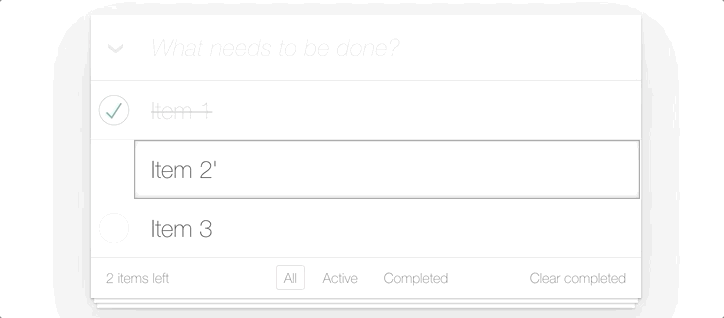 What needs to be done?
Item 1
Item 2'
Item 3
2 items left All Active Completed Clear completed